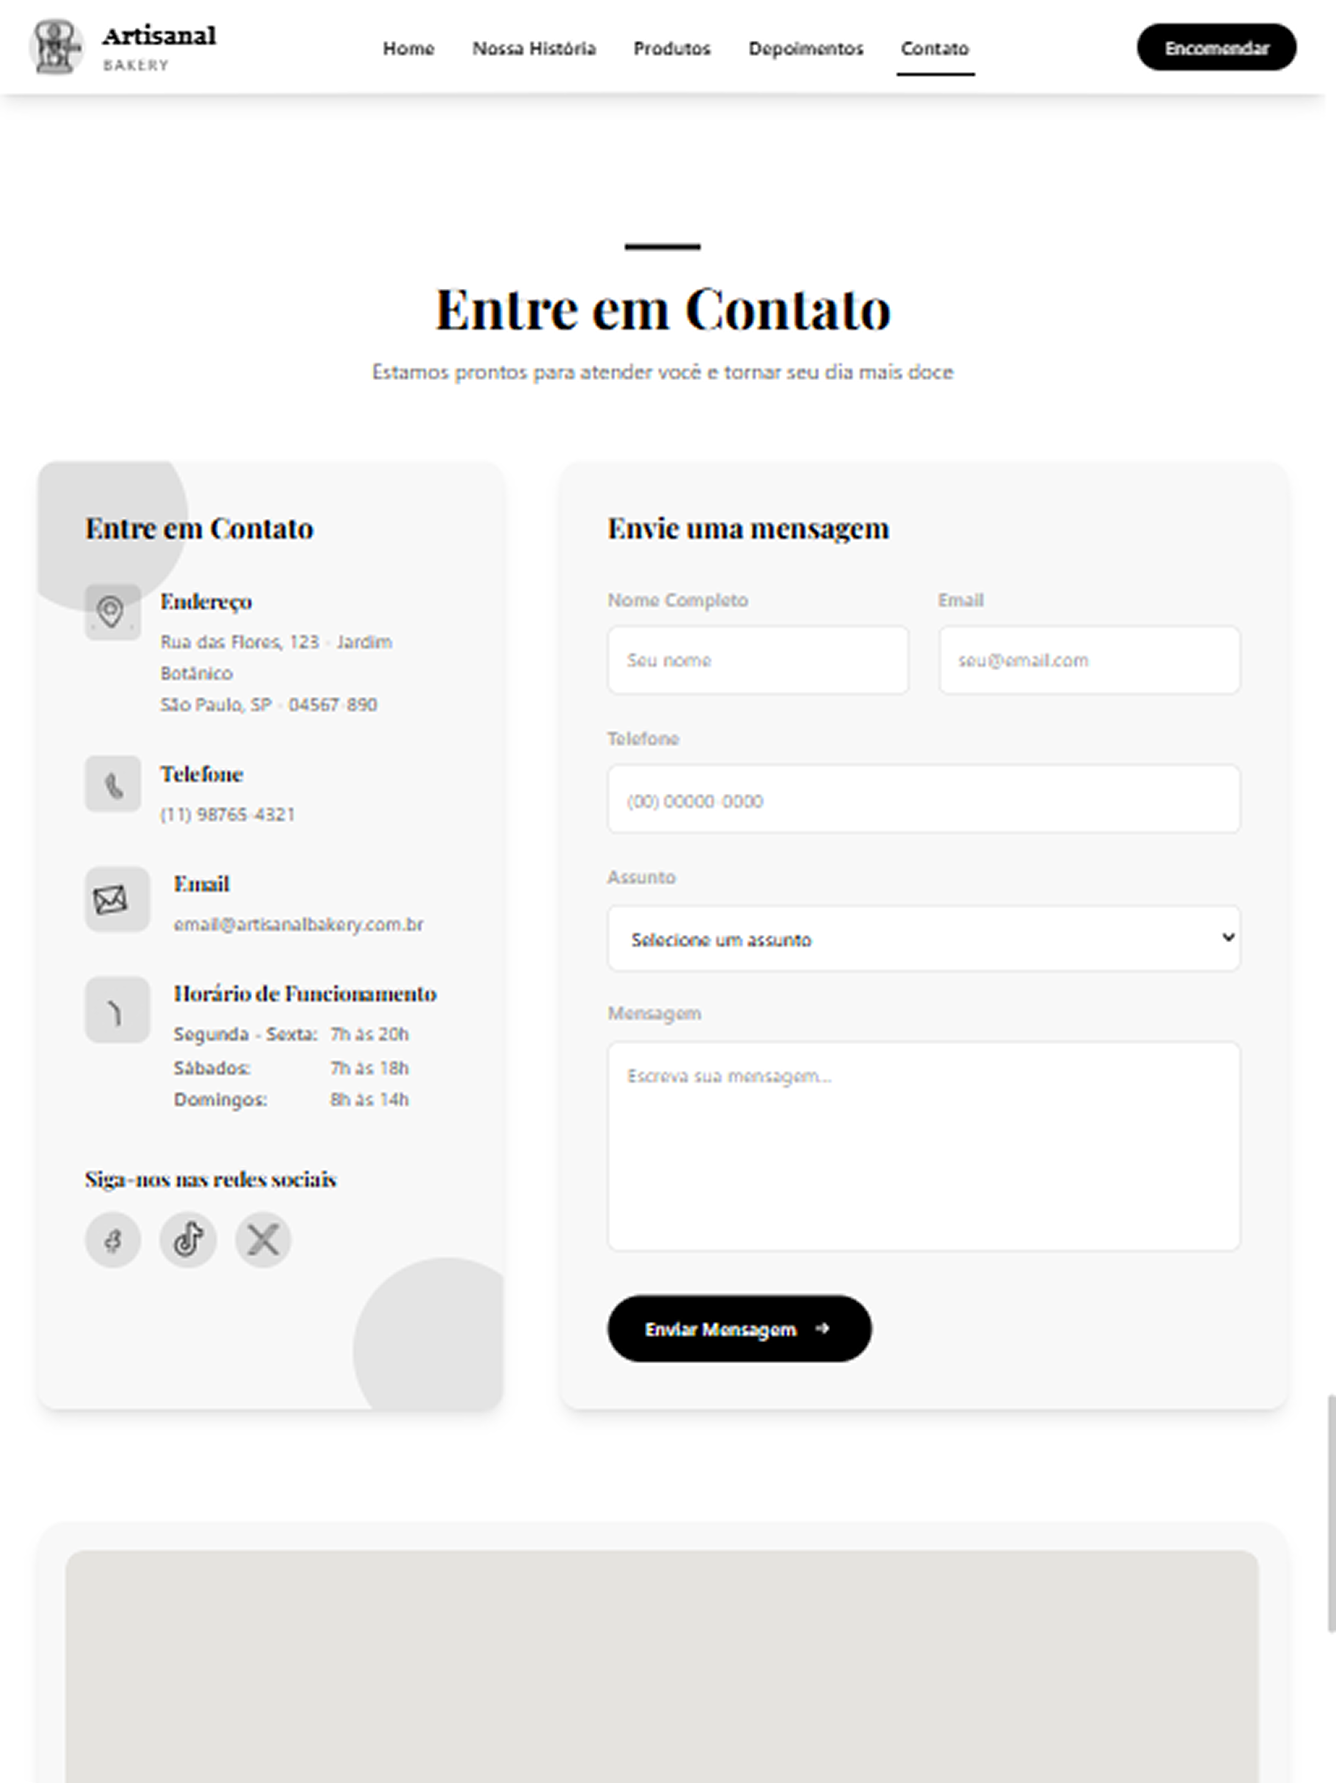 Artisanal
BAKERY
Home
Nossa História
Produtos
Depoimentos
Contato
Encomendar
Entre em Contato
Estamos prontos para atender você e tornar seu dia mais doce
Entre em Contato
Endereço
Rua das Flores, 123 - Jardim
Botânico
São Paulo, SP - 04567-890
Telefone
(11) 98765-4321
Email
email@artisanalbakery.com.br
Horário de Funcionamento
Segunda - Sexta: 7h às 20h
Sábados: 7h às 18h
Domingos: 8h às 14h
Siga-nos nas redes sociais
Envie uma mensagem
Nome Completo
Seu nome
Email
seu@email.com
Telefone
(00) 00000-0000
Assunto
Selecione um assunto
Mensagem
Escreva sua mensagem...
Enviar Mensagem →